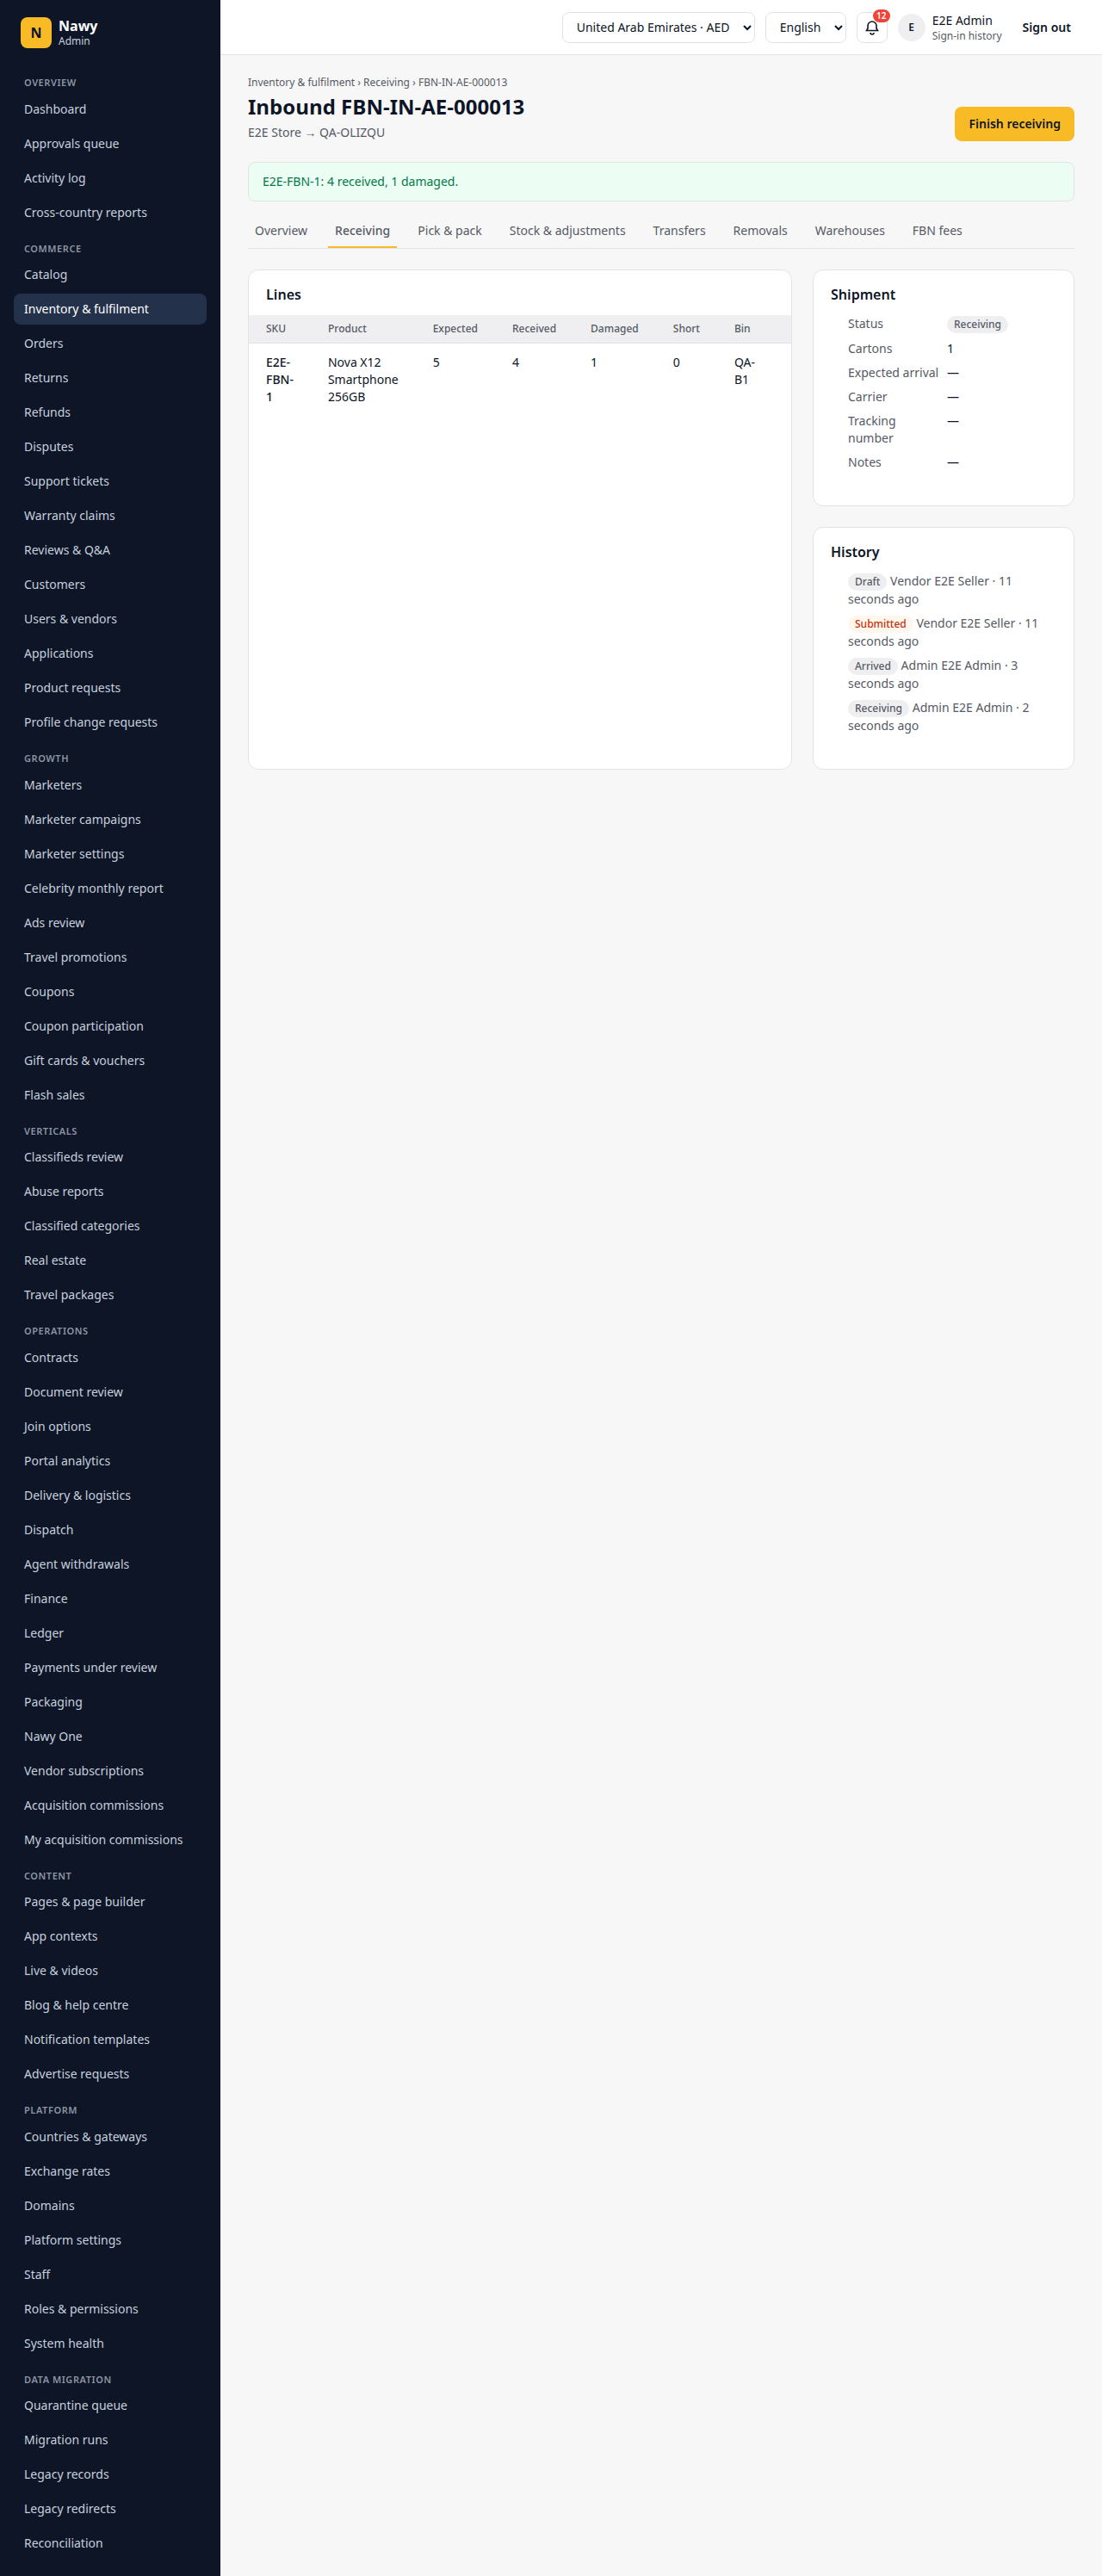 N
Nawy
Admin
OVERVIEW
Dashboard
Approvals queue
Activity log
Cross-country reports
COMMERCE
Catalog
Inventory & fulfilment
Orders
Returns
Refunds
Disputes
Support tickets
Warranty claims
Reviews & Q&A
Customers
Users & vendors
Applications
Product requests
Profile change requests
GROWTH
Marketers
Marketer campaigns
Marketer settings
Celebrity monthly report
Ads review
Travel promotions
Coupons
Coupon participation
Gift cards & vouchers
Flash sales
VERTICALS
Classifieds review
Abuse reports
Classified categories
Real estate
Travel packages
OPERATIONS
Contracts
Document review
Join options
Portal analytics
Delivery & logistics
Dispatch
Agent withdrawals
Finance
Ledger
Payments under review
Packaging
Nawy One
Vendor subscriptions
Acquisition commissions
My acquisition commissions
CONTENT
Pages & page builder
App contexts
Live & videos
Blog & help centre
Notification templates
Advertise requests
PLATFORM
Countries & gateways
Exchange rates
Domains
Platform settings
Staff
Roles & permissions
System health
DATA MIGRATION
Quarantine queue
Migration runs
Legacy records
Legacy redirects
Reconciliation
United Arab Emirates · AED
English
12
E
E2E Admin
Sign-in history
Sign out
Inventory & fulfilment › Receiving › FBN-IN-AE-000013
Inbound FBN-IN-AE-000013
E2E Store → QA-OLIZQU
Finish receiving
E2E-FBN-1: 4 received, 1 damaged.
Overview Receiving Pick & pack Stock & adjustments Transfers Removals Warehouses FBN fees
Lines
SKU Product Expected Received Damaged Short Bin
E2E- Nova X12 5 4 1 0 QA-
FBN- Smartphone B1
1 256GB
Shipment
Status Receiving
Cartons 1
Expected arrival —
Carrier —
Tracking —
number
Notes —
History
Draft Vendor E2E Seller · 11
seconds ago
Submitted Vendor E2E Seller · 11
seconds ago
Arrived Admin E2E Admin · 3
seconds ago
Receiving Admin E2E Admin · 2
seconds ago